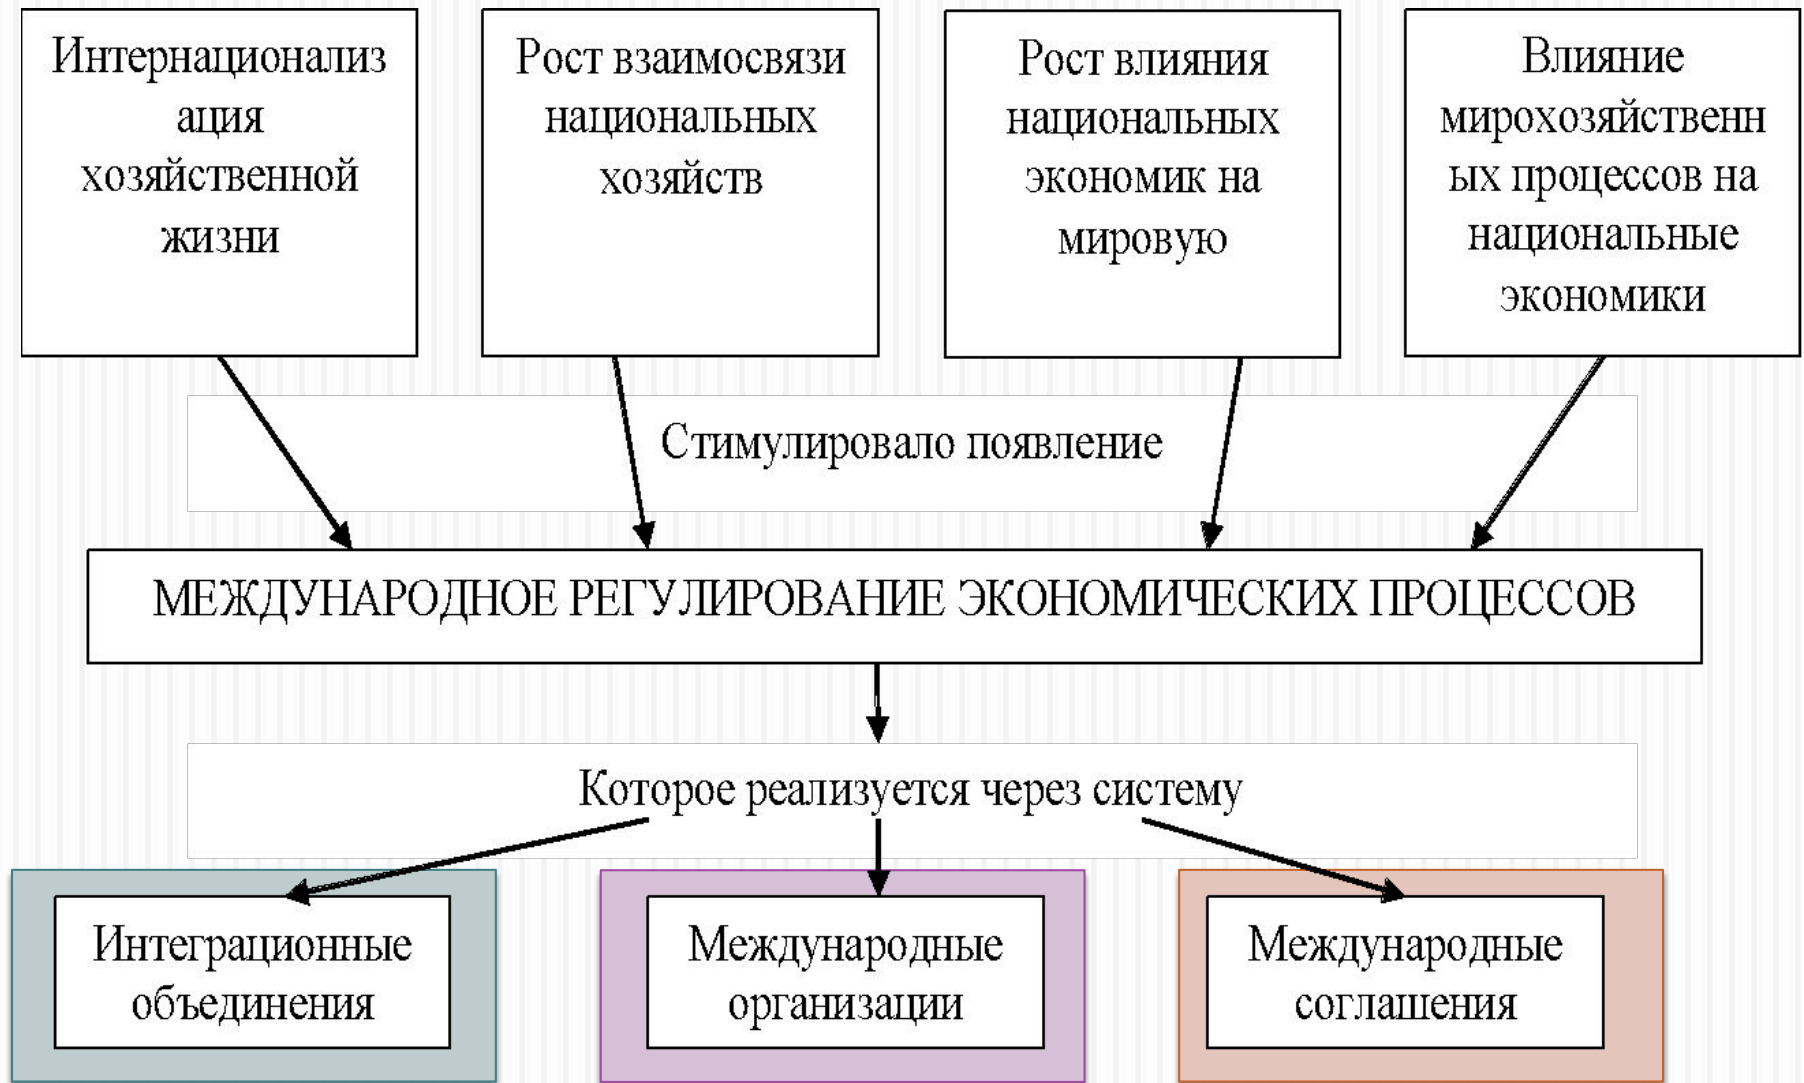 Интернационализ
ация
хозяйственной
жизни
Рост взаимосвязи
национальных
хозяйств
Рост влияния
национальных
экономик на
мировую
Влияние
мирохозяйственн
ых процессов на
национальные
экономики
Стимулировало появление
МЕЖДУНАРОДНОЕ РЕГУЛИРОВАНИЕ ЭКОНОМИЧЕСКИХ ПРОЦЕССОВ
Которое реализуется через систему
Интеграционные
объединения
Международные
организации
Международные
соглашения